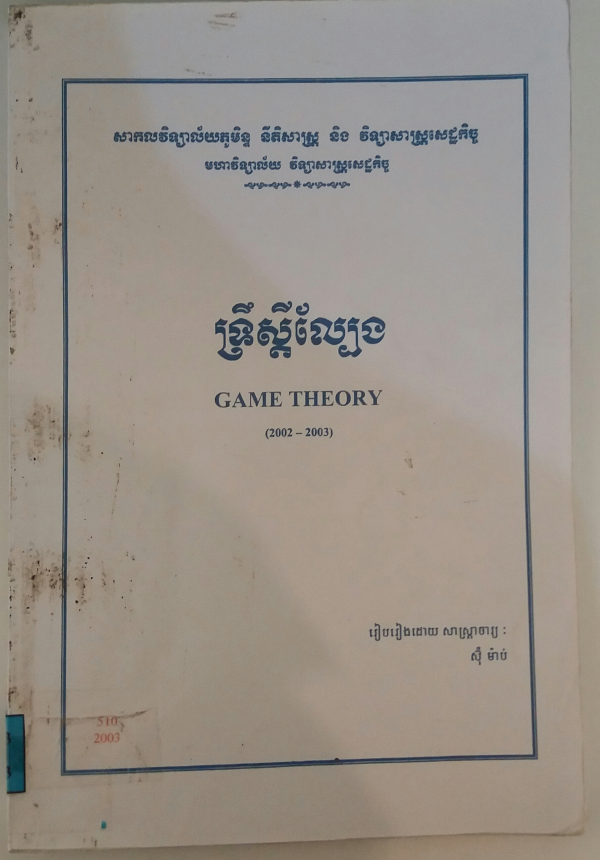 សាកលវិទ្យាល័យភូមិន្ទ នីតិសាស្ត្រ និង វិទ្យាសាស្ត្រសេដ្ឋកិច្ច
មហាវិទ្យាល័យ វិទ្យាសាស្ត្រសេដ្ឋកិច្ច
ទ្រឹស្តីល្បែង
GAME THEORY
(2002 – 2003)
រៀបរៀងដោយ សាស្ត្រាចារ្យ :
ស៊ុំ ម៉ាប់
510
2003